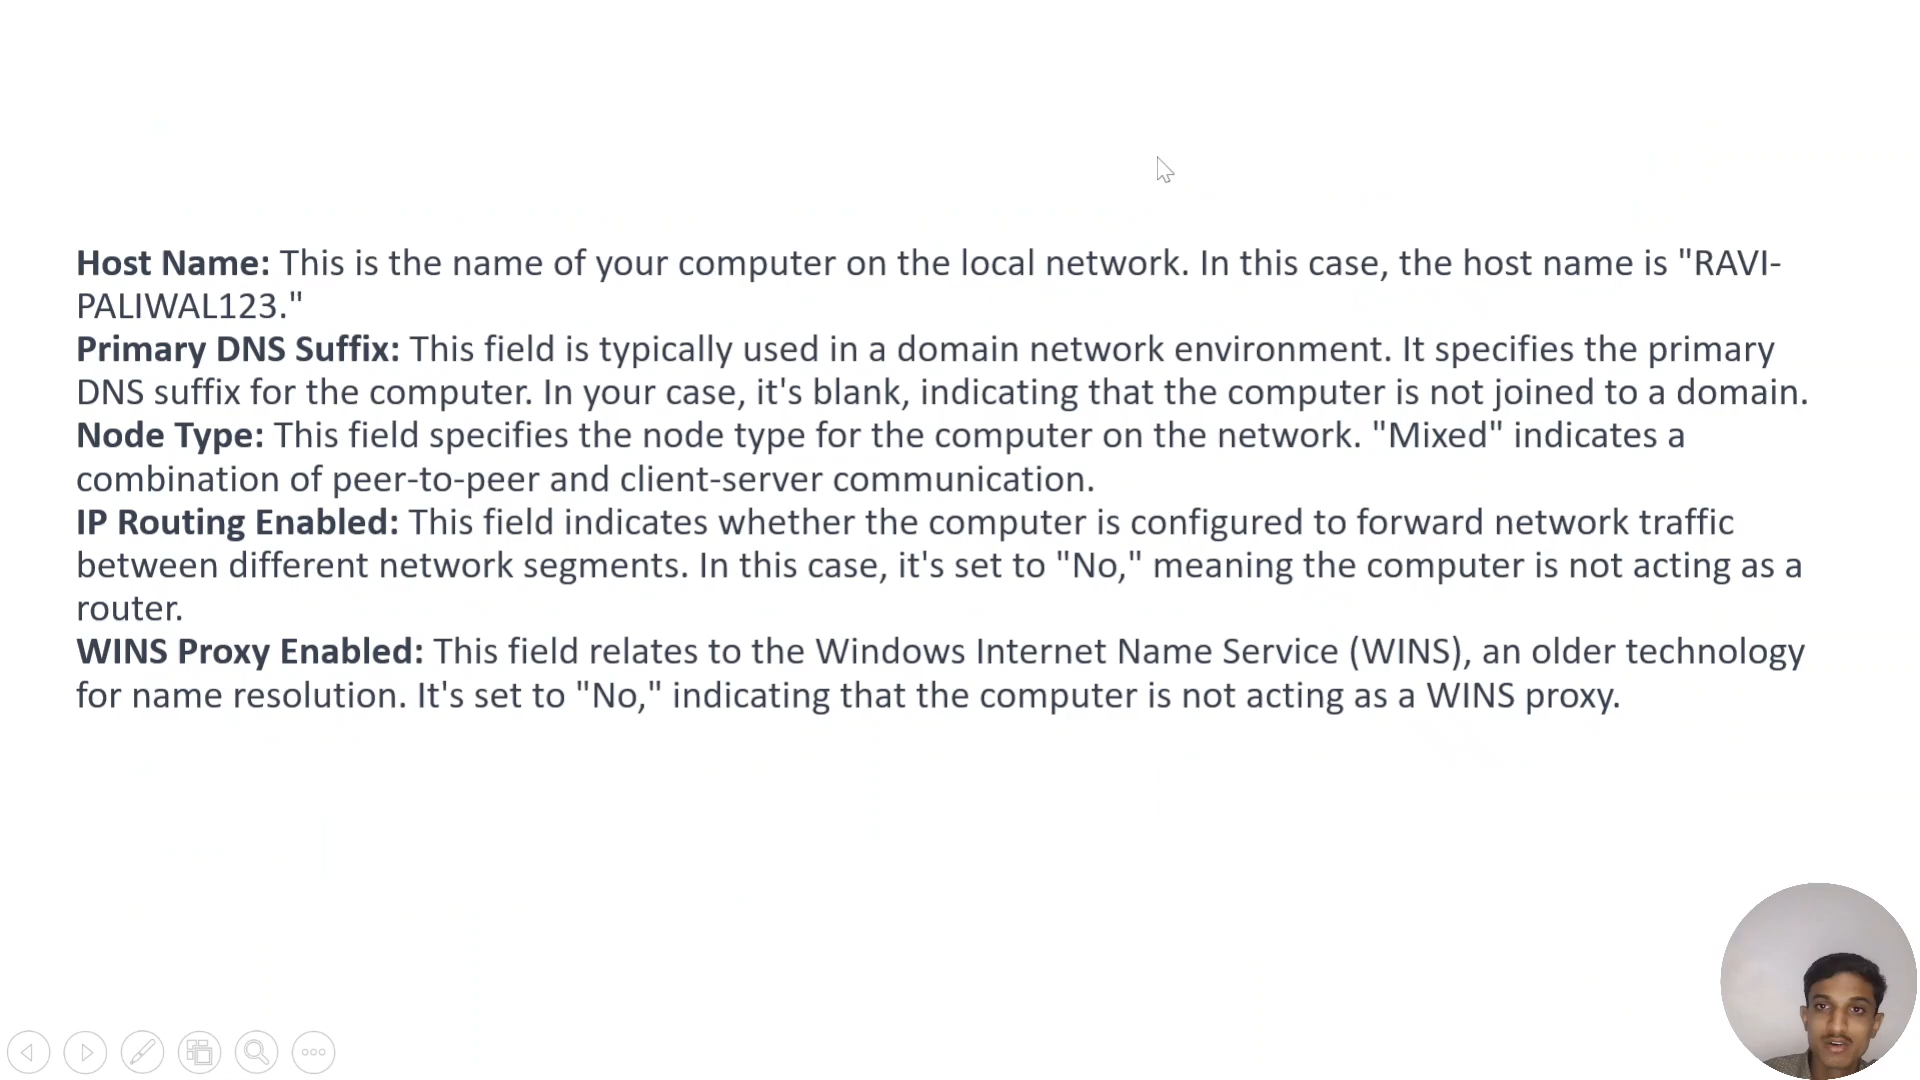 Host Name: This is the name of your computer on the local network. In this case, the host name is "RAVI-
PALIWAL123."
Primary DNS Suffix: This field is typically used in a domain network environment. It specifies the primary
DNS suffix for the computer. In your case, it's blank, indicating that the computer is not joined to a domain.
Node Type: This field specifies the node type for the computer on the network. "Mixed" indicates a
combination of peer-to-peer and client-server communication.
IP Routing Enabled: This field indicates whether the computer is configured to forward network traffic
between different network segments. In this case, it's set to "No," meaning the computer is not acting as a
router.
WINS Proxy Enabled: This field relates to the Windows Internet Name Service (WINS), an older technology
for name resolution. It's set to "No," indicating that the computer is not acting as a WINS proxy.